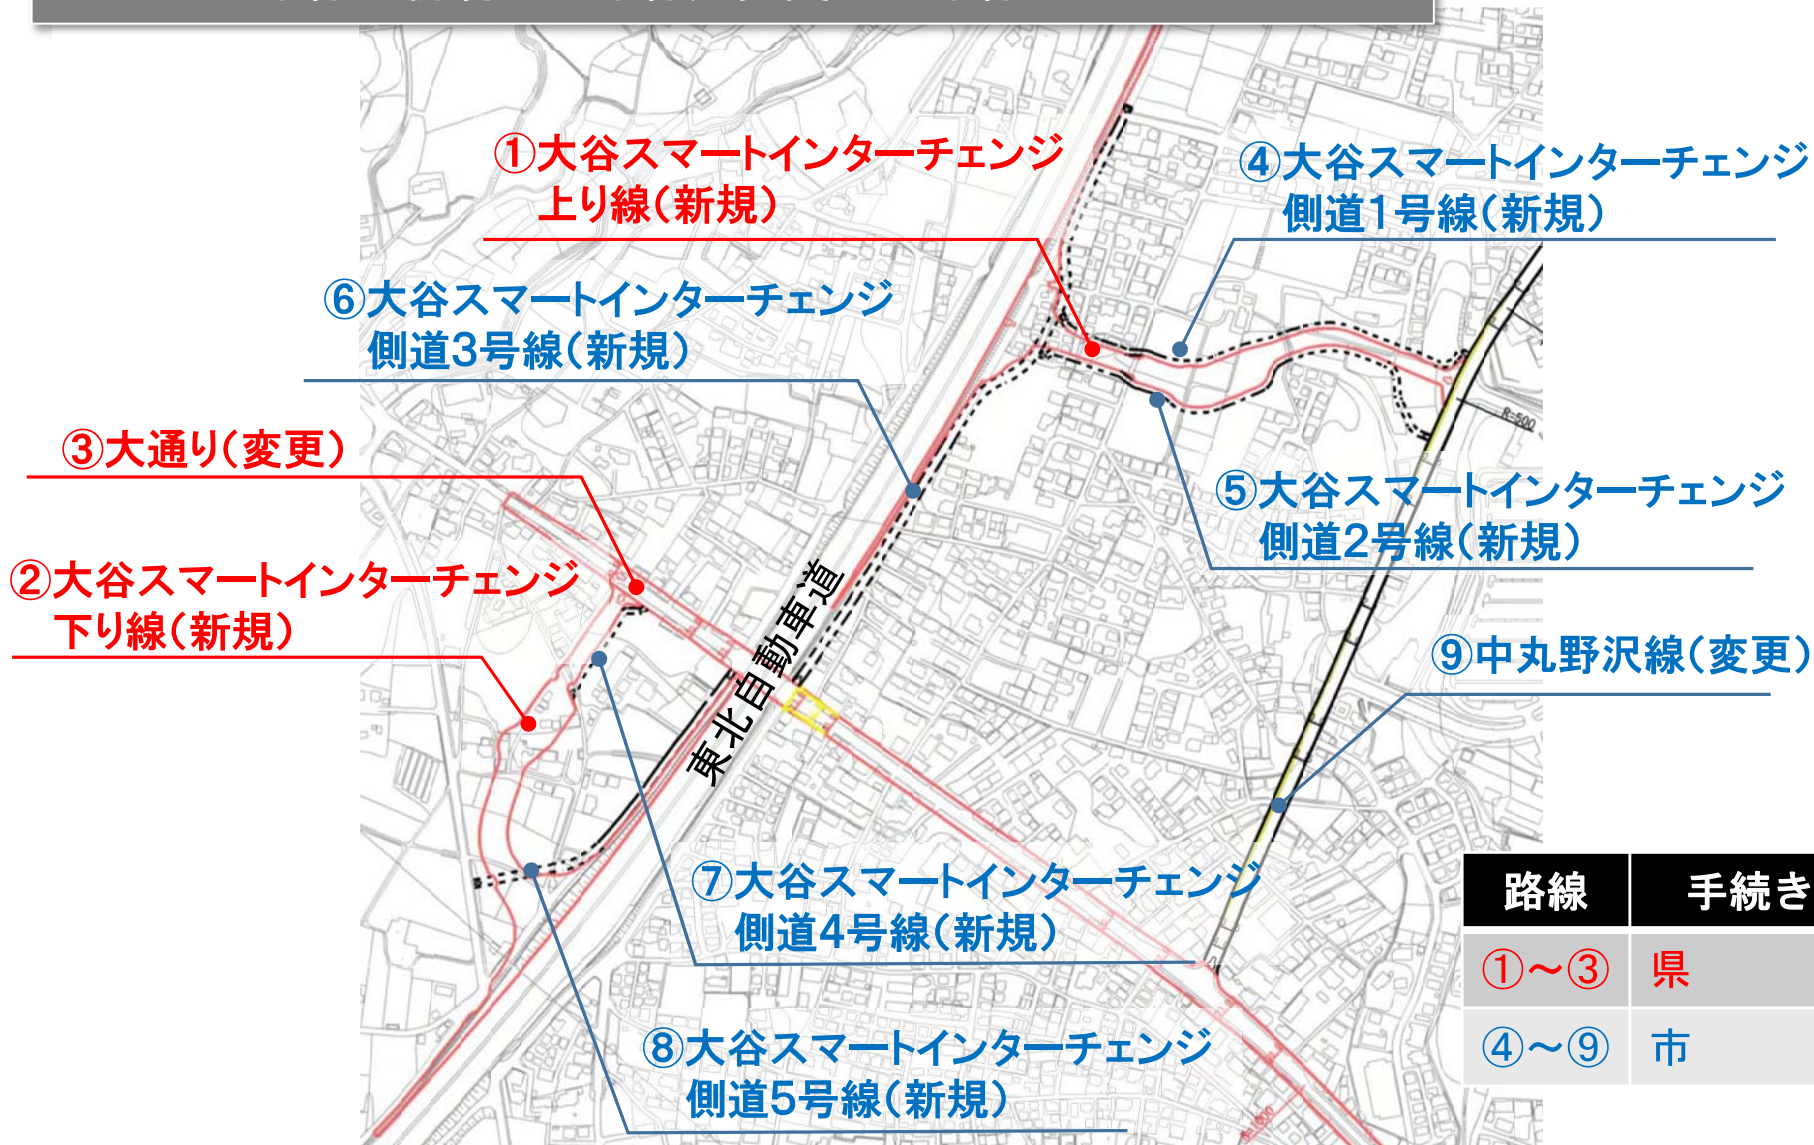 ①大谷スマートインターチェンジ
上り線(新規)
④大谷スマートインターチェンジ
側道1号線(新規)
⑥大谷スマートインターチェンジ
側道3号線(新規)
③大通り(変更)
R=500
⑤大谷スマートインターチェンジ
側道2号線(新規)
②大谷スマートインターチェンジ
下り線(新規)
東北自動車道
⑨中丸野沢線(変更)
⑦大谷スマートインターチェンジ
側道4号線(新規)
⑧大谷スマートインターチェンジ
側道5号線(新規)
路線 手続き
①～③ 県
④～⑨ 市